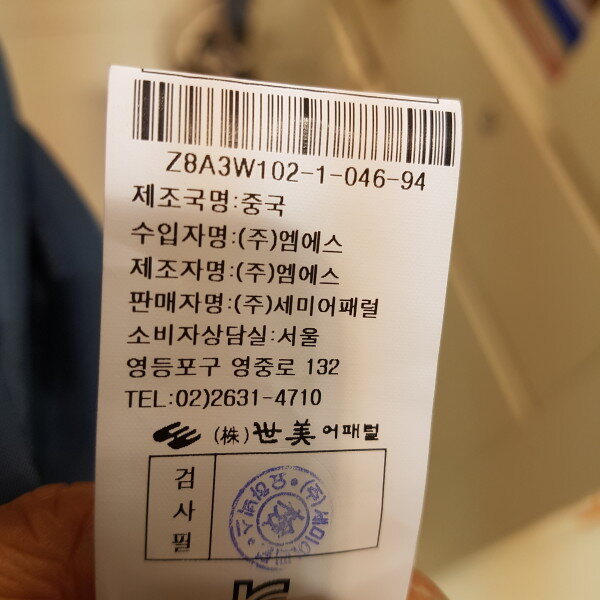 Z8A3W102-1-046-94
제조국명:중국
수입자명:(주)엠에스
제조자명:(주)엠에스
판매자명:(주)세미어패럴
소비자상담실:서울
영등포구 영중로 132
TEL:02)2631-4710
(株)世美어패럴
검사필